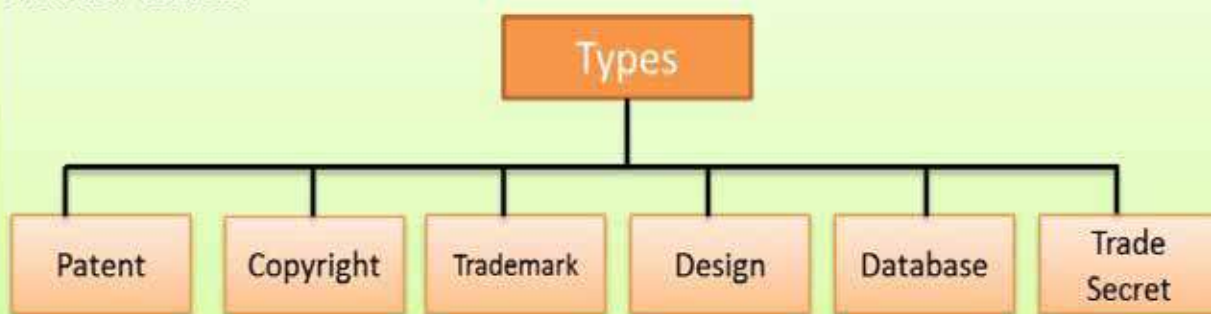 Types
Patent
Copyright
Trademark
Design
Database
Trade
Secret